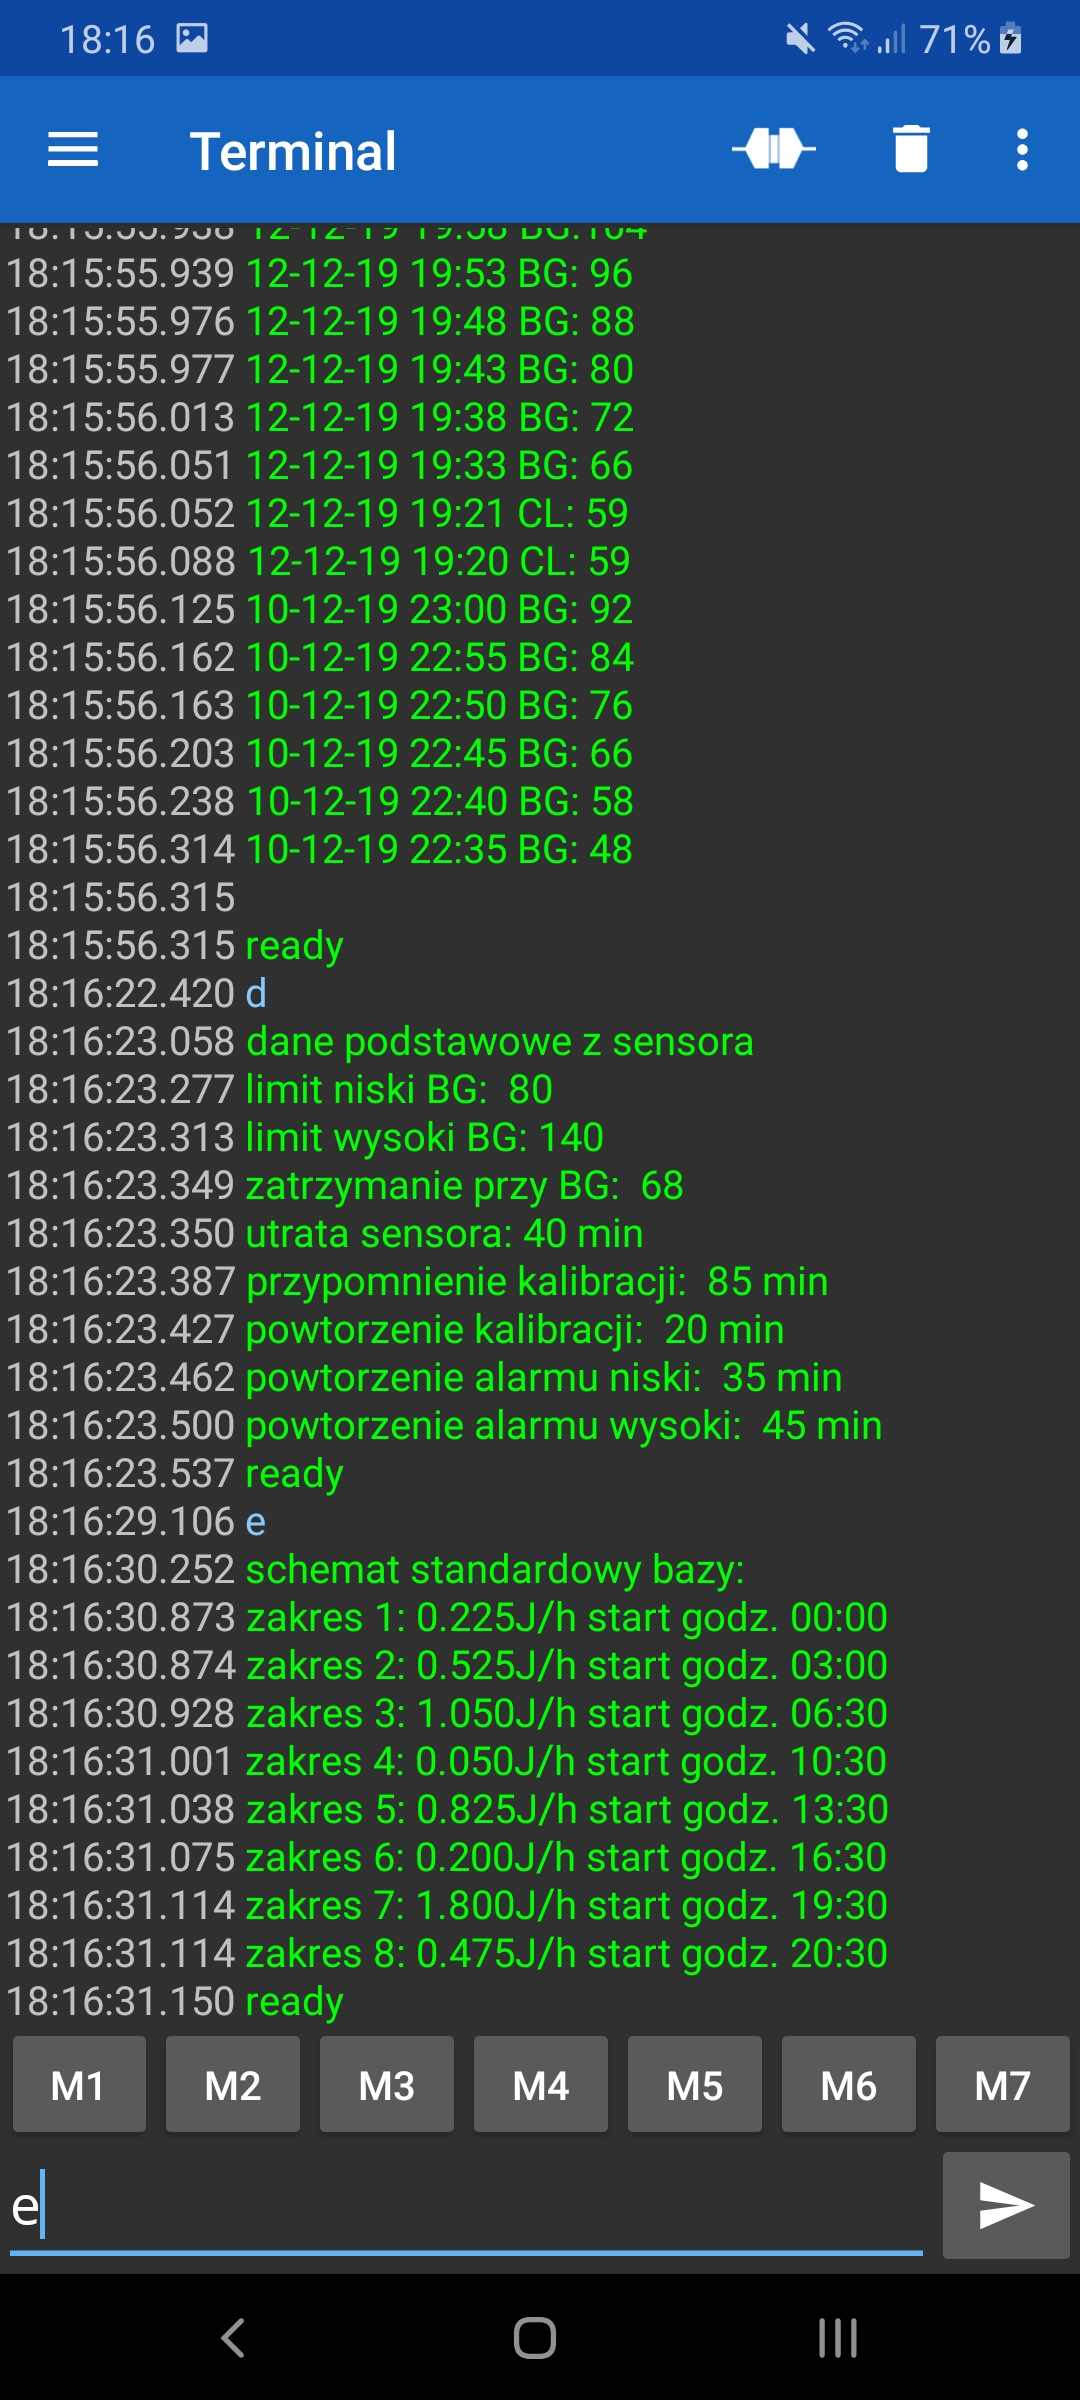 18:16 71%
Terminal
18:15:55.938 12-12-19 19:58 BG:104
18:15:55.939 12-12-19 19:53 BG: 96
18:15:55.976 12-12-19 19:48 BG: 88
18:15:55.977 12-12-19 19:43 BG: 80
18:15:56.013 12-12-19 19:38 BG: 72
18:15:56.051 12-12-19 19:33 BG: 66
18:15:56.052 12-12-19 19:21 CL: 59
18:15:56.088 12-12-19 19:20 CL: 59
18:15:56.125 10-12-19 23:00 BG: 92
18:15:56.162 10-12-19 22:55 BG: 84
18:15:56.163 10-12-19 22:50 BG: 76
18:15:56.203 10-12-19 22:45 BG: 66
18:15:56.238 10-12-19 22:40 BG: 58
18:15:56.314 10-12-19 22:35 BG: 48
18:15:56.315
18:15:56.315 ready
18:16:22.420 d
18:16:23.058 dane podstawowe z sensora
18:16:23.277 limit niski BG:  80
18:16:23.313 limit wysoki BG: 140
18:16:23.349 zatrzymanie przy BG:  68
18:16:23.350 utrata sensora: 40 min
18:16:23.387 przypomnienie kalibracji:  85 min
18:16:23.427 powtorzenie kalibracji:  20 min
18:16:23.462 powtorzenie alarmu niski:  35 min
18:16:23.500 powtorzenie alarmu wysoki:  45 min
18:16:23.537 ready
18:16:29.106 e
18:16:30.252 schemat standardowy bazy:
18:16:30.873 zakres 1: 0.225J/h start godz. 00:00
18:16:30.874 zakres 2: 0.525J/h start godz. 03:00
18:16:30.928 zakres 3: 1.050J/h start godz. 06:30
18:16:31.001 zakres 4: 0.050J/h start godz. 10:30
18:16:31.038 zakres 5: 0.825J/h start godz. 13:30
18:16:31.075 zakres 6: 0.200J/h start godz. 16:30
18:16:31.114 zakres 7: 1.800J/h start godz. 19:30
18:16:31.114 zakres 8: 0.475J/h start godz. 20:30
18:16:31.150 ready
M1 M2 M3 M4 M5 M6 M7
e